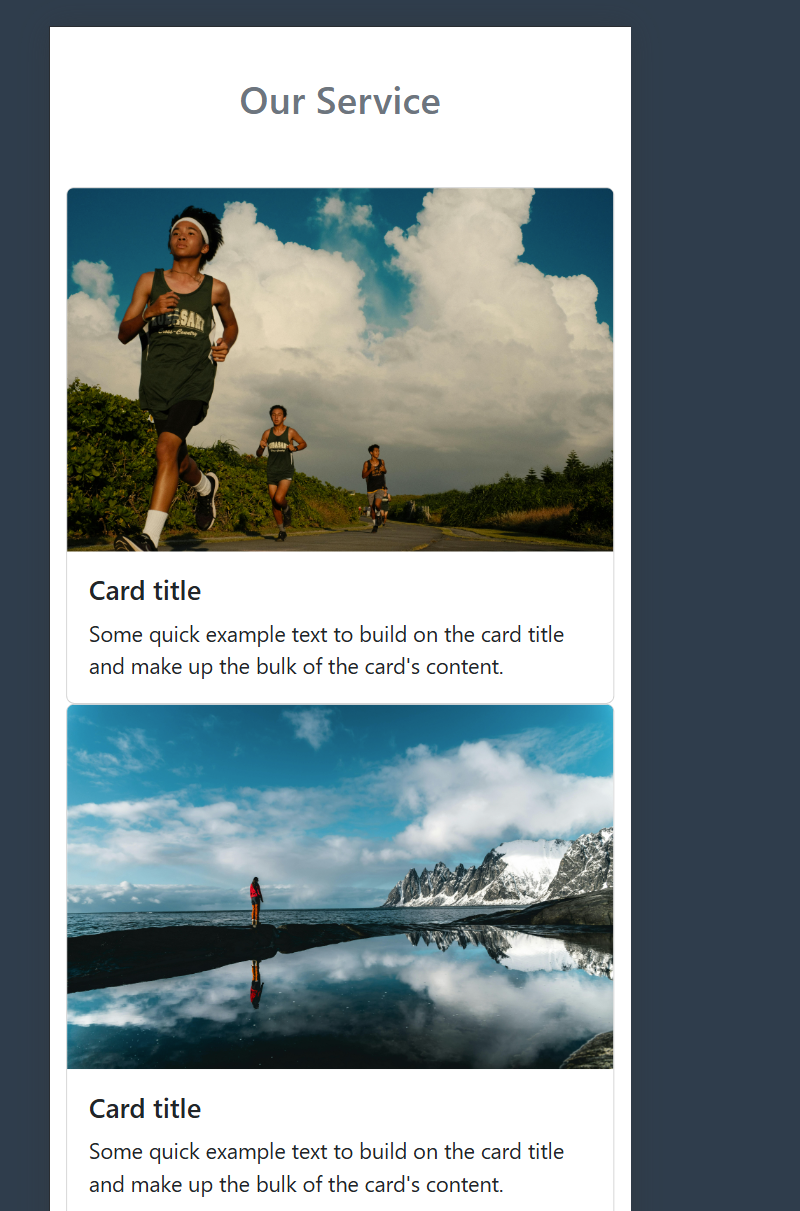 Our Service
Cross-Country
Card title
Some quick example text to build on the card title
and make up the bulk of the card's content.
Card title
Some quick example text to build on the card title
and make up the bulk of the card's content.